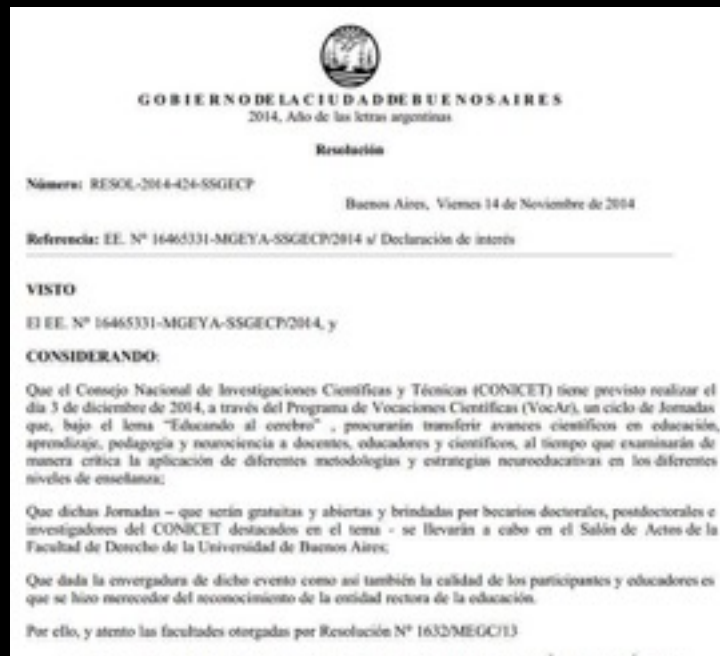 GOBIERNO DE LA CIUDAD DE BUENOS AIRES
2014, Año de las letras argentinas
Resolución
Número: RESOL-2014-424-SSGECP
Buenos Aires, Viernes 14 de Noviembre de 2014
Referencia: EE. Nº 16465331-MGEYA-SSGECP/2014 s/ Declaración de interés
VISTO
El EE. Nº 16465331-MGEYA-SSGECP/2014, y
CONSIDERANDO:
Que el Consejo Nacional de Investigaciones Científicas y Técnicas (CONICET) tiene previsto realizar el
día 3 de diciembre de 2014, a través del Programa de Vocaciones Científicas (VocAr), un ciclo de Jornadas
que, bajo el lema "Educando al cerebro" , procurarán transferir avances científicos en educación,
aprendizaje, pedagogía y neurociencia a docentes, educadores y científicos, al tiempo que examinarán de
manera crítica la aplicación de diferentes metodologías y estrategias neuroeducativas en los diferentes
niveles de enseñanza;
Que dichas Jornadas – que serán gratuitas y abiertas y brindadas por becarios doctorales, postdoctorales e
investigadores del CONICET destacados en el tema - se llevarán a cabo en el Salón de Actos de la
Facultad de Derecho de la Universidad de Buenos Aires;
Que dada la envergadura de dicho evento como así también la calidad de los participantes y educadores es
que se hizo merecedor del reconocimiento de la entidad rectora de la educación.
Por ello, y atento las facultades otorgadas por Resolución Nº 1632/MEGC/13